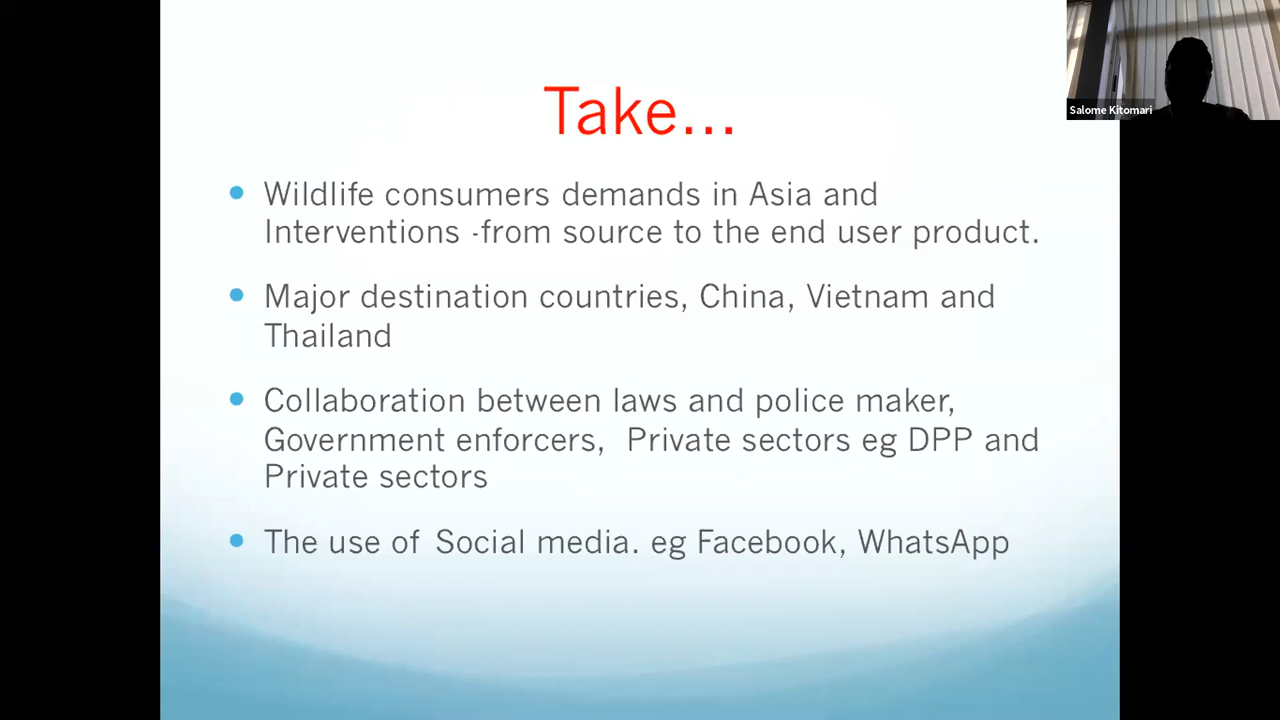 Take...
Wildlife consumers demands in Asia and
Interventions -from source to the end user product.
Major destination countries, China, Vietnam and
Thailand
Collaboration between laws and police maker,
Government enforcers,  Private sectors eg DPP and
Private sectors
The use of Social media. eg Facebook, WhatsApp
Salome Kitomari